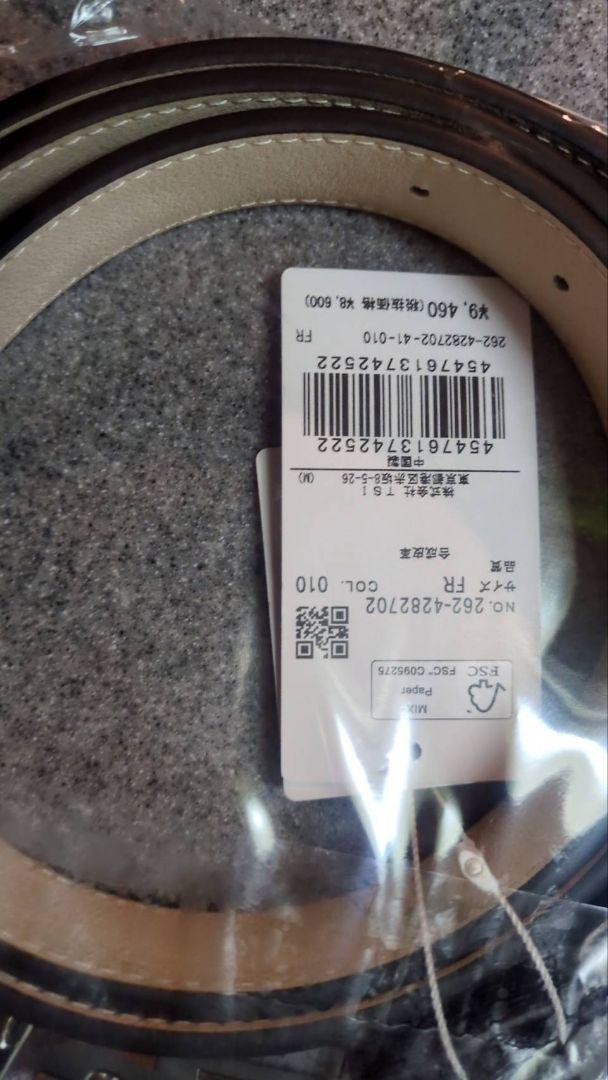 MIX
Paper
FSC
FSC™ C095275
NO. 262-4282702
サイズ FR COL. 010
品質
合成皮革
株式会社 TSI
東京都港区赤坂8-5-26 (M)
中国製
4547613742522
4547613742522
262-4282702-41-010 FR
¥9,460(税抜価格 ¥8,600)